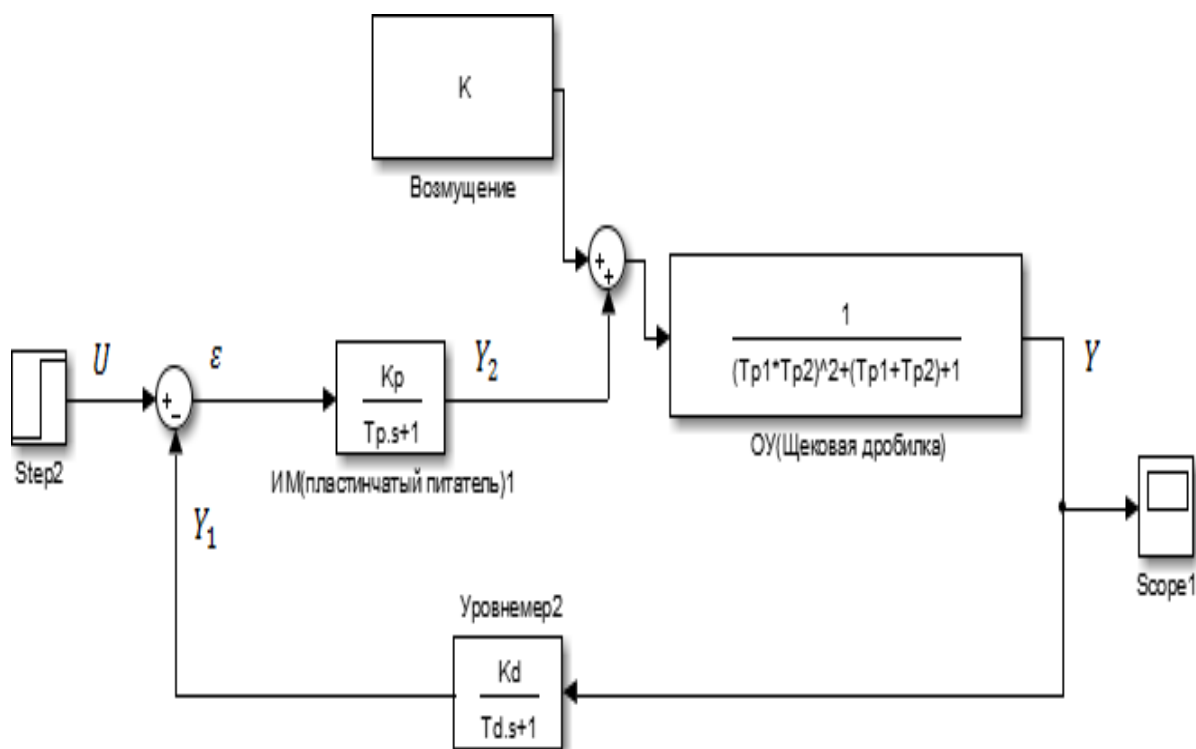 K
Возмущение
+
+
1
(Tp1*Tp2)^2+(Tp1+Tp2)+1
ОУ(Щековая дробилка)
Y
U
ε
Y₂
Kp
Tp.s+1
ИМ(пластинчатый питатель)1
+
−
Step2
Y₁
Scope1
Уровнемер2
Kd
Td.s+1